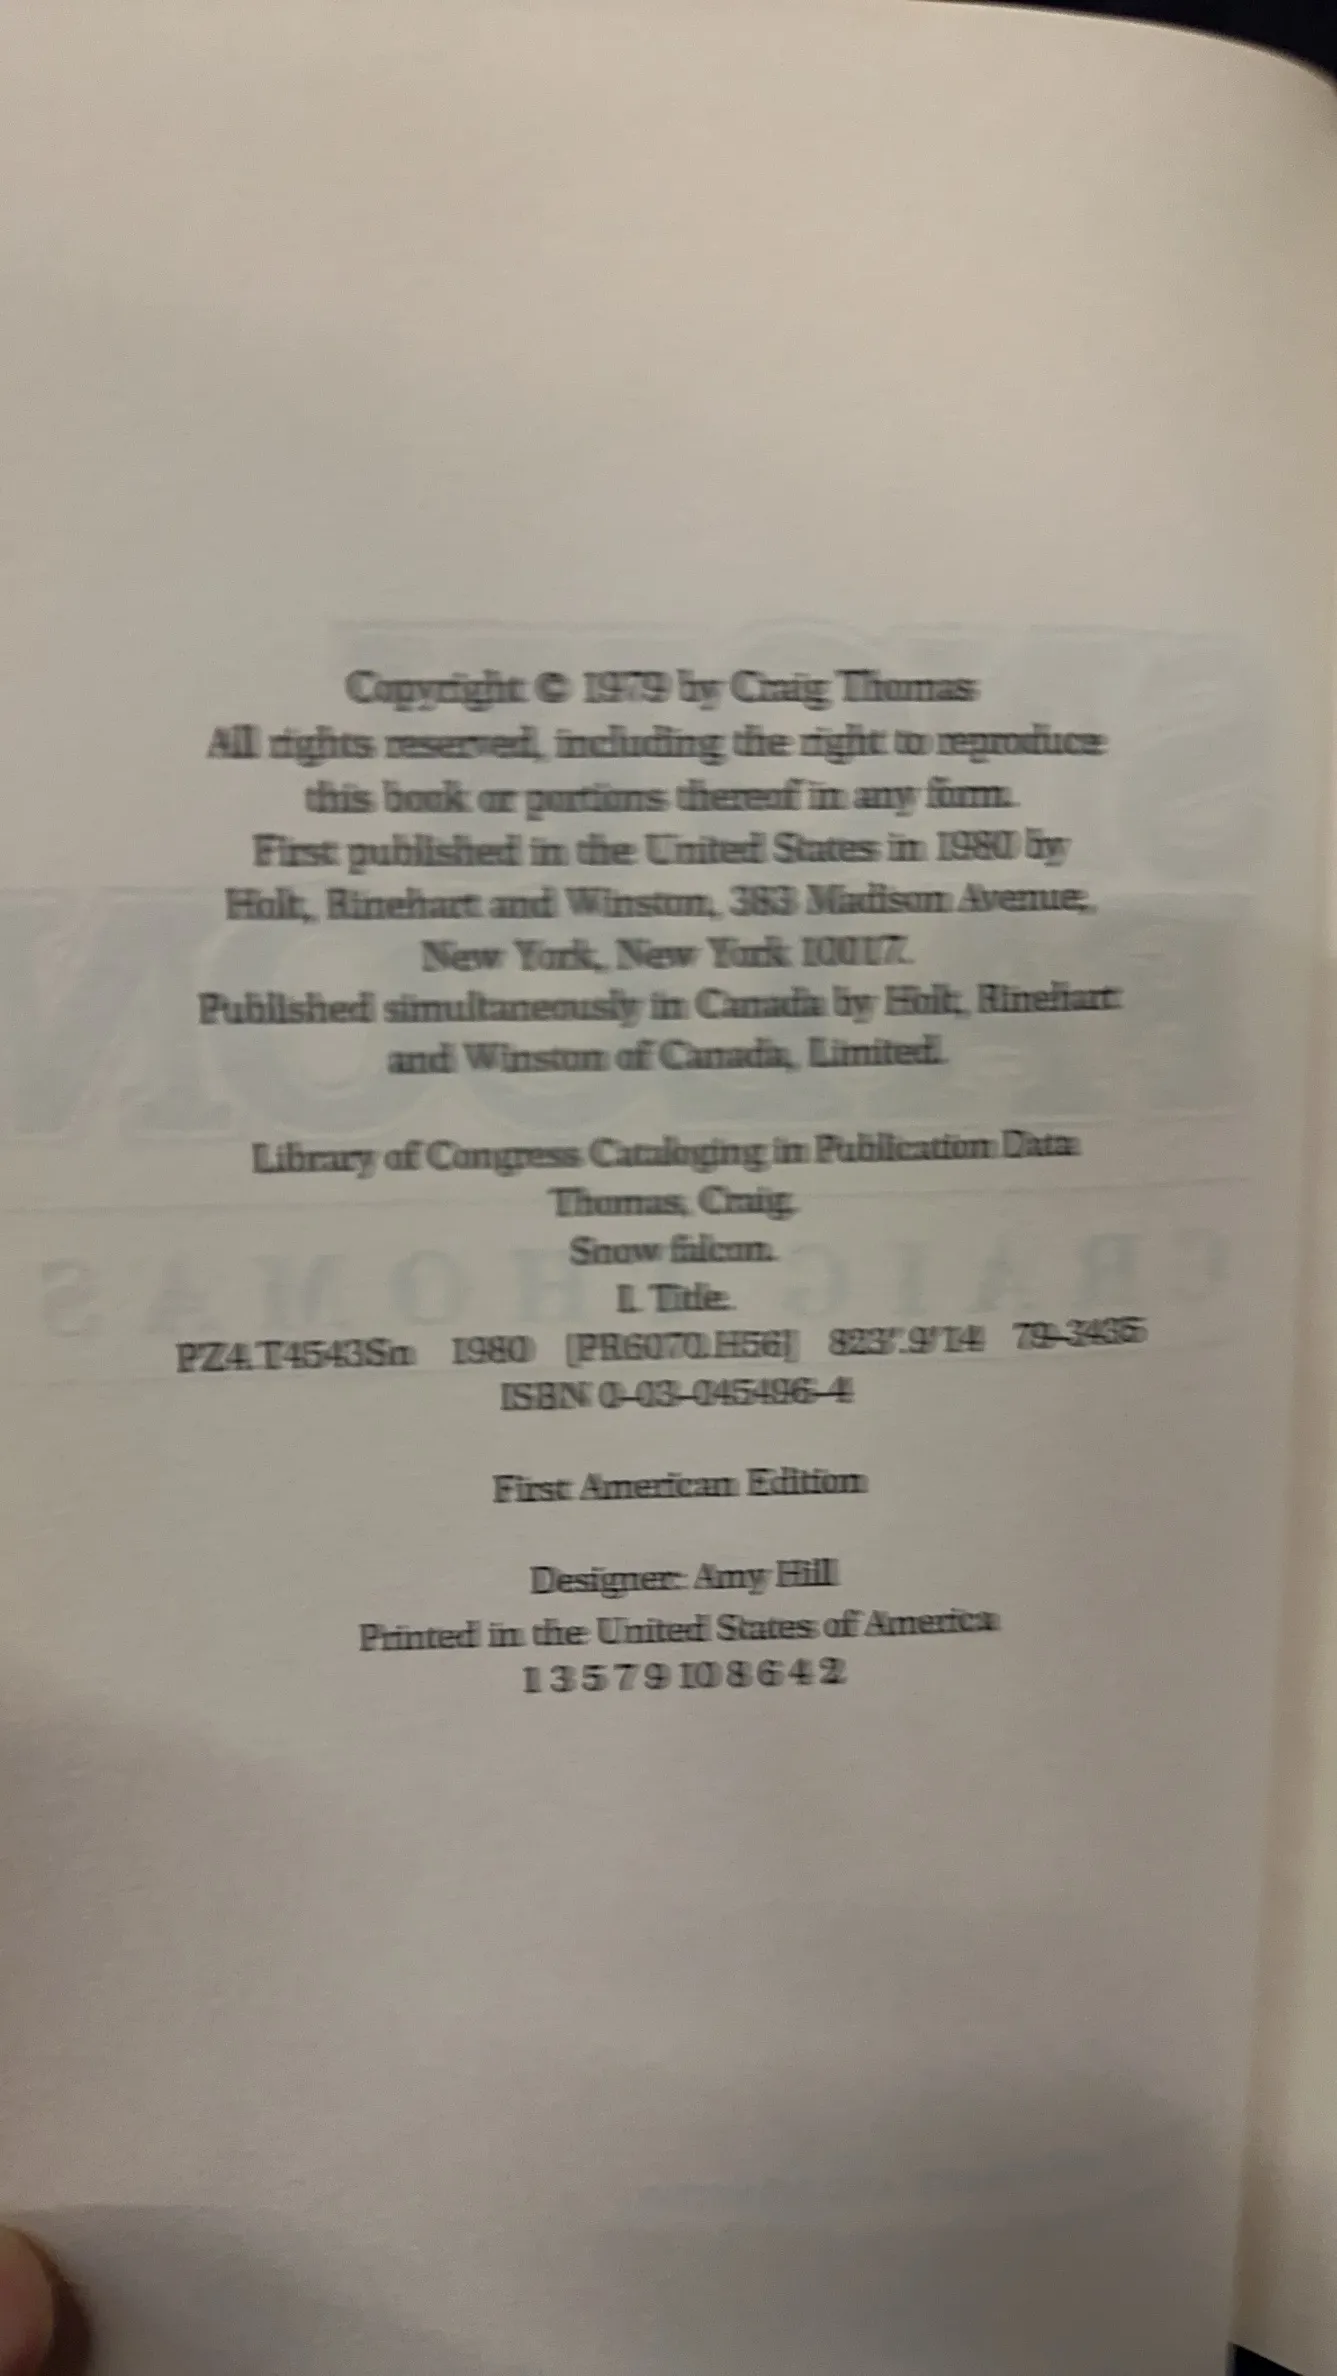 Copyright © 1979 by Craig Thomas
All rights reserved, including the right to reproduce
this book or portions thereof in any form.
First published in the United States in 1980 by
Holt, Rinehart and Winston, 383 Madison Avenue,
New York, New York 10017.
Published simultaneously in Canada by Holt, Rinehart
and Winston of Canada, Limited.
Library of Congress Cataloging in Publication Data
Thomas, Craig.
Snow falcon.
I. Title.
PZ4.T4543Sn 1980 [PR6070.H56] 823'.9'14 79-3435
ISBN 0-03-045496-4
First American Edition
Designer: Amy Hill
Printed in the United States of America
1 3 5 7 9 10 8 6 4 2